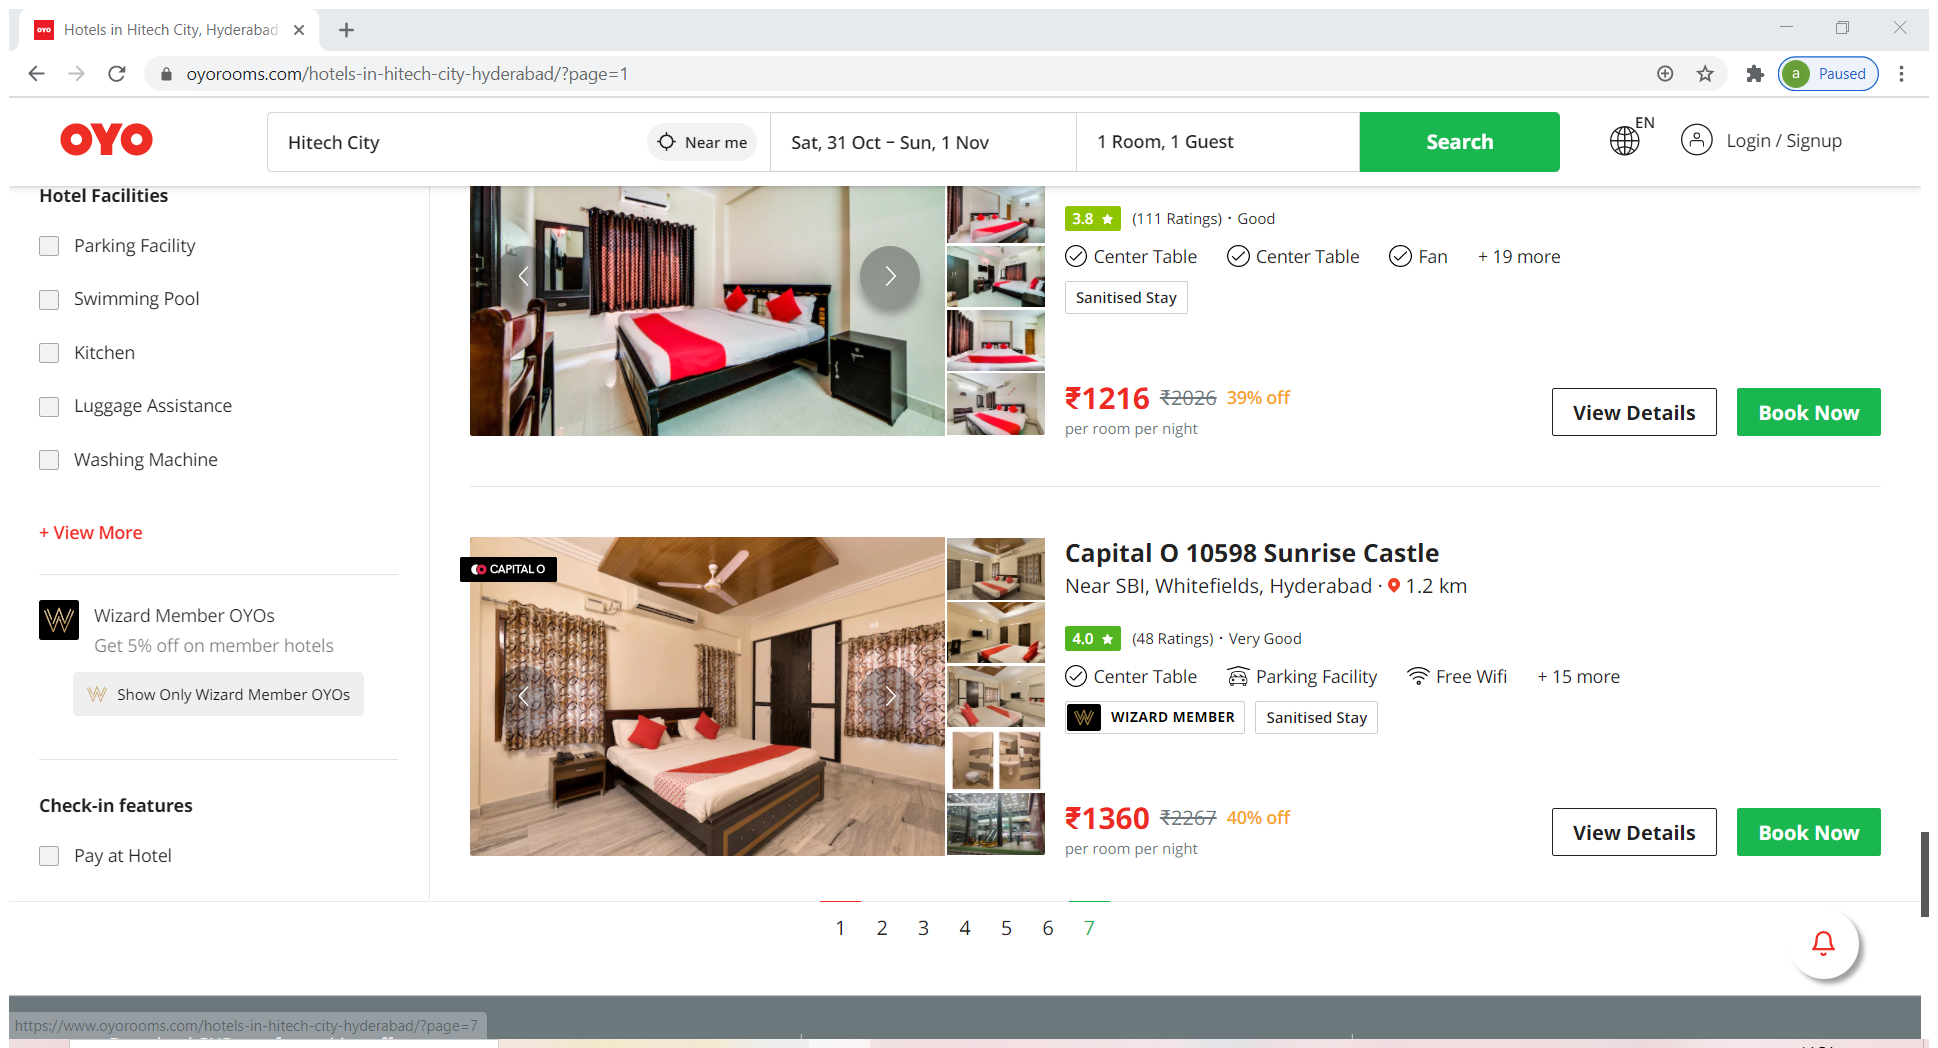 OYO Hotels in Hitech City, Hyderabad
oyorooms.com/hotels-in-hitech-city-hyderabad/?page=1
a Paused
OYO
Hitech City
Near me
Sat, 31 Oct – Sun, 1 Nov
1 Room, 1 Guest
Search
EN
Login / Signup
Hotel Facilities
Parking Facility
Swimming Pool
Kitchen
Luggage Assistance
Washing Machine
+ View More
Wizard Member OYOs
Get 5% off on member hotels
W Show Only Wizard Member OYOs
Check-in features
Pay at Hotel
3.8 ★ (111 Ratings) · Good
Center Table Center Table Fan + 19 more
Sanitised Stay
₹1216 ₹2026 39% off
per room per night
View Details
Book Now
CAPITAL O
Capital O 10598 Sunrise Castle
Near SBI, Whitefields, Hyderabad · 1.2 km
4.0 ★ (48 Ratings) · Very Good
Center Table Parking Facility Free Wifi + 15 more
W WIZARD MEMBER Sanitised Stay
₹1360 ₹2267 40% off
per room per night
View Details
Book Now
1 2 3 4 5 6 7
https://www.oyorooms.com/hotels-in-hitech-city-hyderabad/?page=7